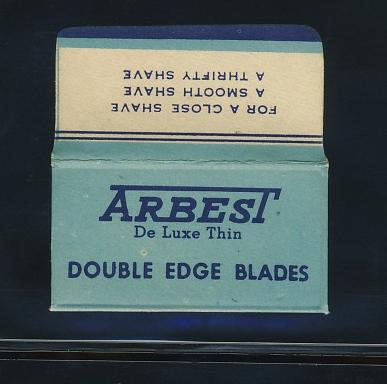 FOR A CLOSE SHAVE
A SMOOTH SHAVE
A THRIFTY SHAVE
ARBEST
De Luxe Thin
DOUBLE EDGE BLADES